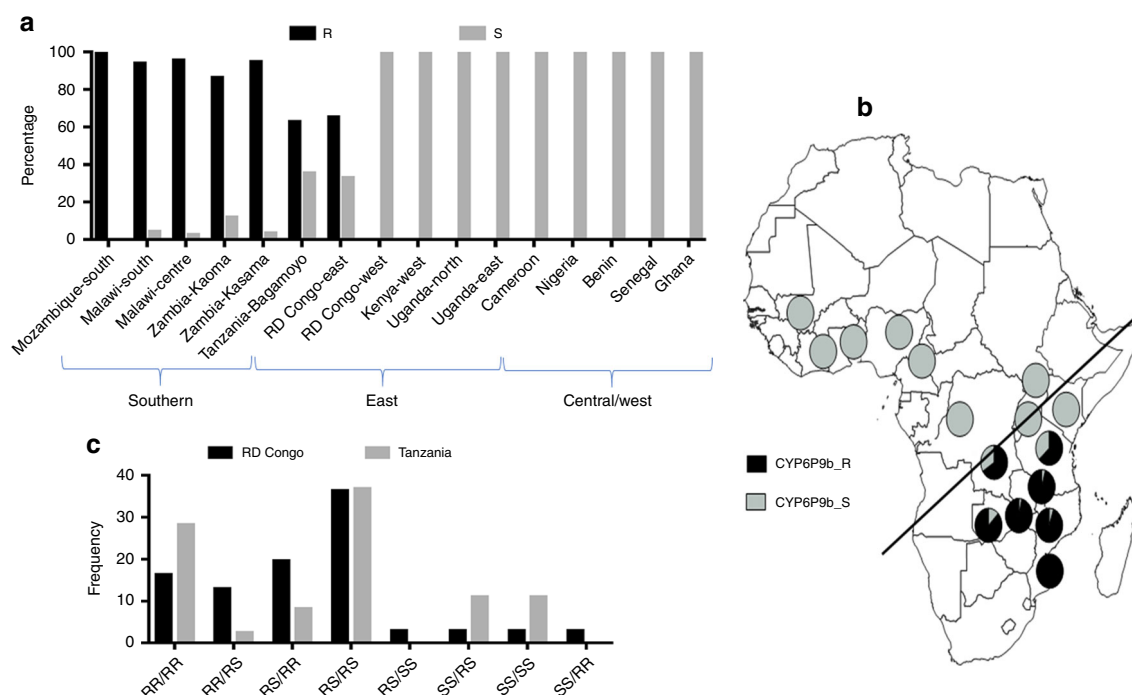 a
R S
Percentage
100
80
60
40
20
0
Mozambique-south
Malawi-south
Malawi-centre
Zambia-Kaoma
Zambia-Kasama
Tanzania-Bagamoyo
RD Congo-east
RD Congo-west
Kenya-west
Uganda-north
Uganda-east
Cameroon
Nigeria
Benin
Senegal
Ghana
Southern East Central/west
b
CYP6P9b_R
CYP6P9b_S
c
RD Congo Tanzania
Frequency
40
30
20
10
0
RR/RR
RR/RS
RS/RR
RS/RS
RS/SS
SS/RS
SS/SS
SS/RR